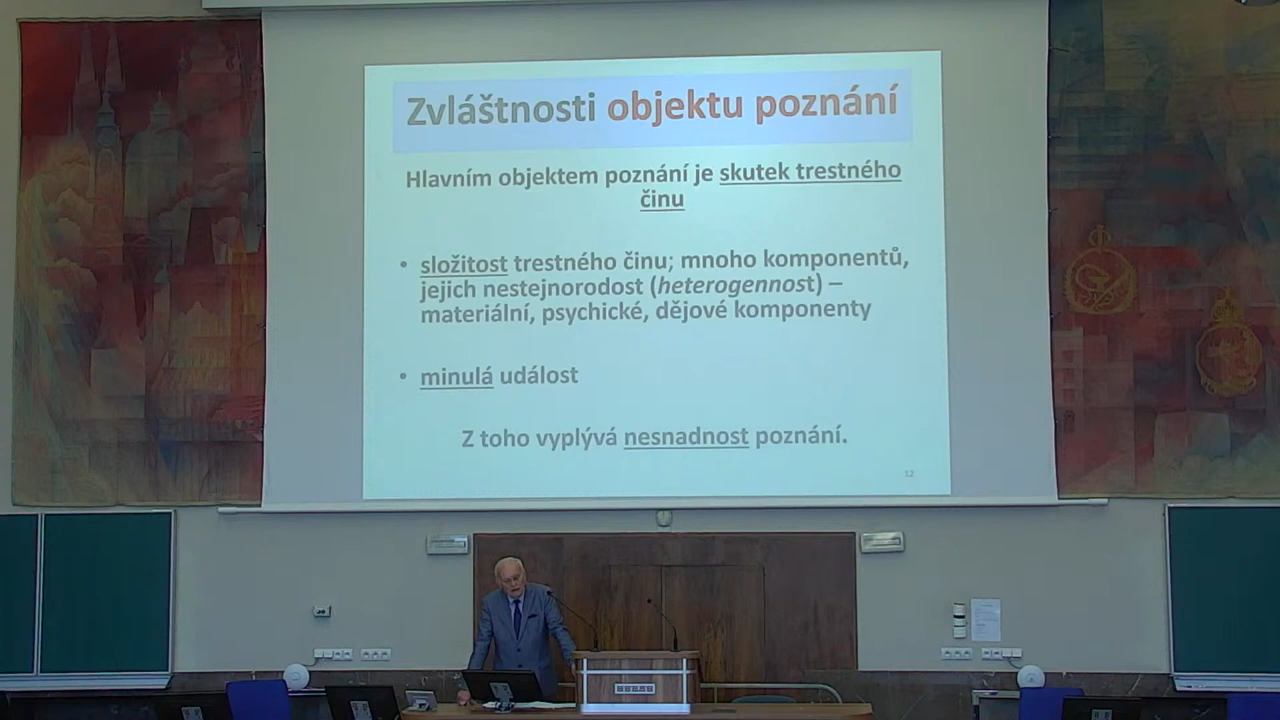 Zvláštnosti objektu poznání
Hlavním objektem poznání je skutek trestného
činu
• složitost trestného činu; mnoho komponentů,
jejich nestejnorodost (heterogennost) –
materiální, psychické, dějové komponenty
• minulá událost
Z toho vyplývá nesnadnost poznání.
12